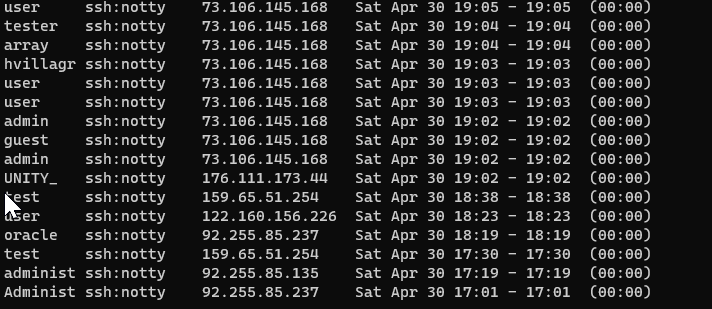 user     ssh:notty    73.106.145.168   Sat Apr 30 19:05 - 19:05  (00:00)
tester   ssh:notty    73.106.145.168   Sat Apr 30 19:04 - 19:04  (00:00)
array    ssh:notty    73.106.145.168   Sat Apr 30 19:04 - 19:04  (00:00)
hvillagr ssh:notty    73.106.145.168   Sat Apr 30 19:03 - 19:03  (00:00)
user     ssh:notty    73.106.145.168   Sat Apr 30 19:03 - 19:03  (00:00)
user     ssh:notty    73.106.145.168   Sat Apr 30 19:03 - 19:03  (00:00)
admin    ssh:notty    73.106.145.168   Sat Apr 30 19:02 - 19:02  (00:00)
guest    ssh:notty    73.106.145.168   Sat Apr 30 19:02 - 19:02  (00:00)
admin    ssh:notty    73.106.145.168   Sat Apr 30 19:02 - 19:02  (00:00)
UNITY_   ssh:notty    176.111.173.44   Sat Apr 30 19:02 - 19:02  (00:00)
test     ssh:notty    159.65.51.254    Sat Apr 30 18:38 - 18:38  (00:00)
user     ssh:notty    122.160.156.226  Sat Apr 30 18:23 - 18:23  (00:00)
oracle   ssh:notty    92.255.85.237    Sat Apr 30 18:19 - 18:19  (00:00)
test     ssh:notty    159.65.51.254    Sat Apr 30 17:30 - 17:30  (00:00)
administ ssh:notty    92.255.85.135    Sat Apr 30 17:19 - 17:19  (00:00)
Administ ssh:notty    92.255.85.237    Sat Apr 30 17:01 - 17:01  (00:00)